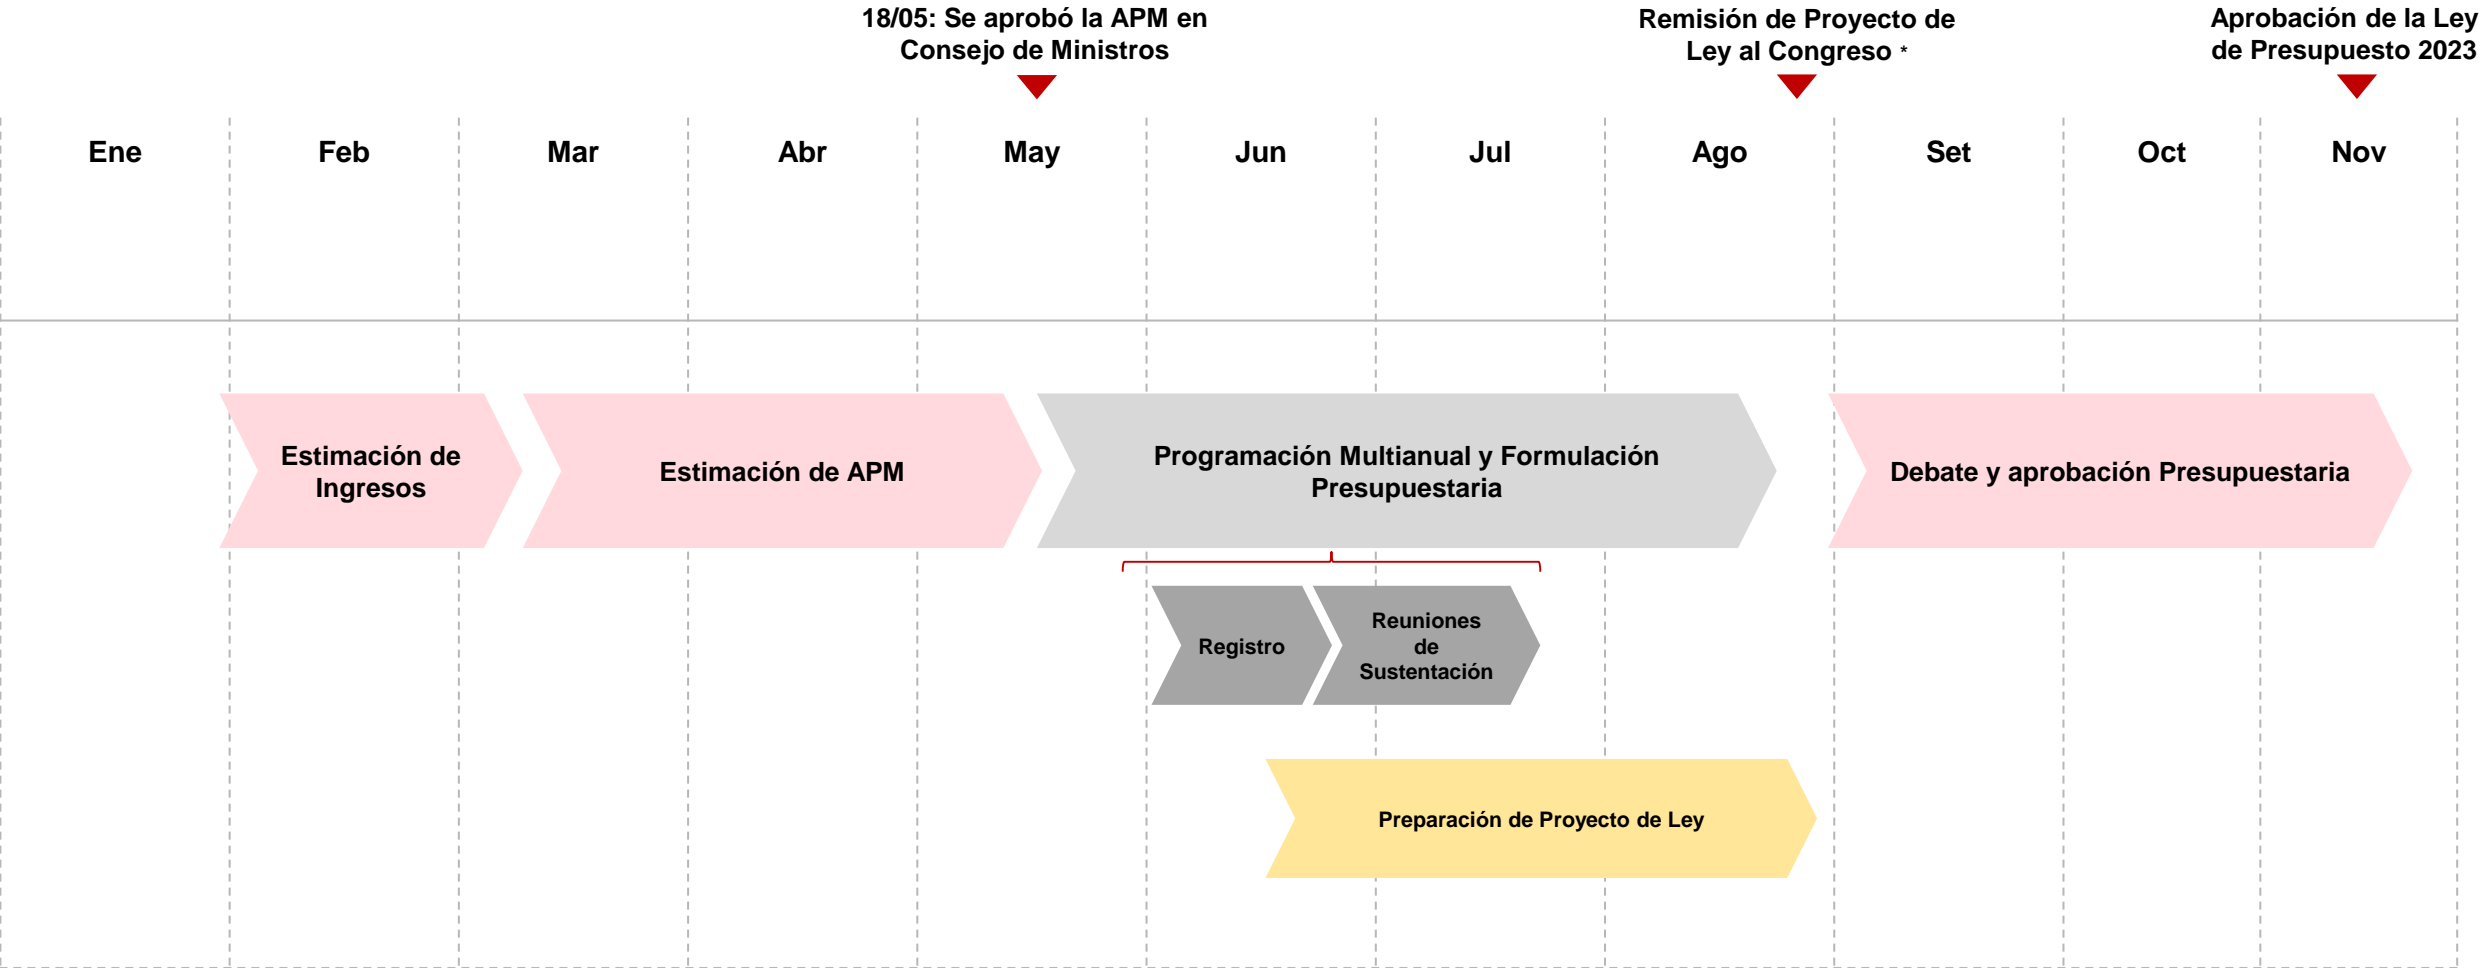 18/05: Se aprobó la APM en
Consejo de Ministros
Remisión de Proyecto de
Ley al Congreso *
Aprobación de la Ley
de Presupuesto 2023
Ene
Feb
Mar
Abr
May
Jun
Jul
Ago
Set
Oct
Nov
Estimación de
Ingresos
Estimación de APM
Programación Multianual y Formulación
Presupuestaria
Debate y aprobación Presupuestaria
Registro
Reuniones
de
Sustentación
Preparación de Proyecto de Ley